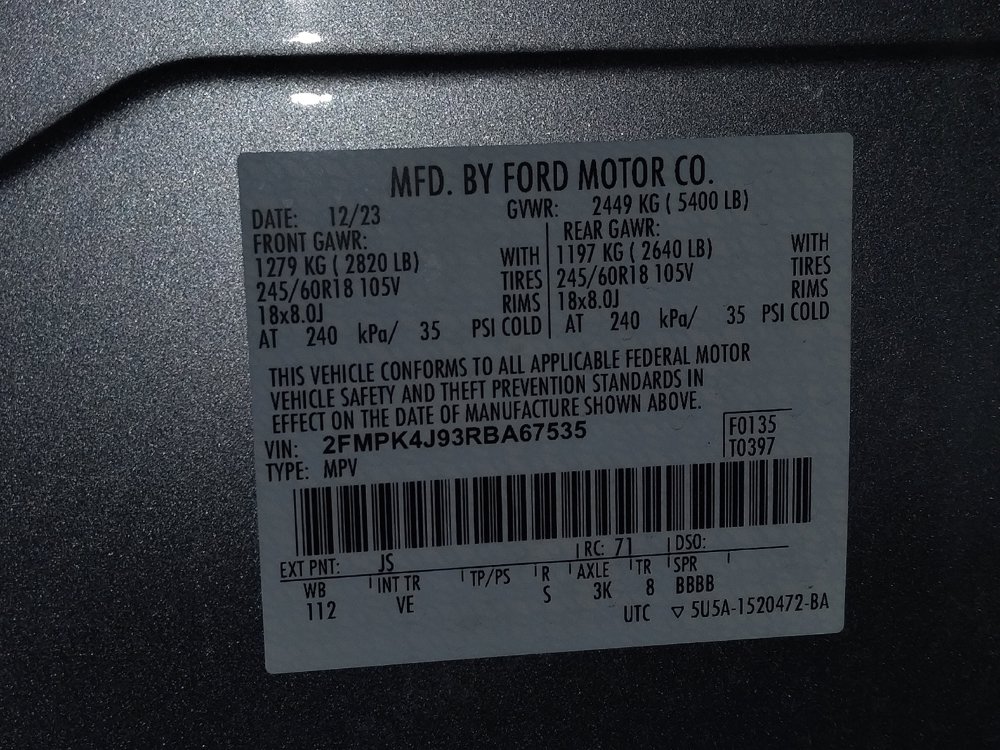 MFD. BY FORD MOTOR CO.
DATE: 12/23 GVWR: 2449 KG ( 5400 LB)
FRONT GAWR: REAR GAWR:
1279 KG ( 2820 LB) WITH 1197 KG ( 2640 LB) WITH
245/60R18 105V TIRES 245/60R18 105V TIRES
18x8.0J RIMS 18x8.0J RIMS
AT 240 kPa/ 35 PSI COLD AT 240 kPa/ 35 PSI COLD
THIS VEHICLE CONFORMS TO ALL APPLICABLE FEDERAL MOTOR
VEHICLE SAFETY AND THEFT PREVENTION STANDARDS IN
EFFECT ON THE DATE OF MANUFACTURE SHOWN ABOVE.
VIN: 2FMPK4J93RBA67535 F0135
TYPE: MPV T0397
EXT PNT: JS RC: 71 DSO:
WB INT TR TP/PS R AXLE TR SPR
112 VE S 3K 8 BBBB
UTC ▽ 5U5A-1520472-BA